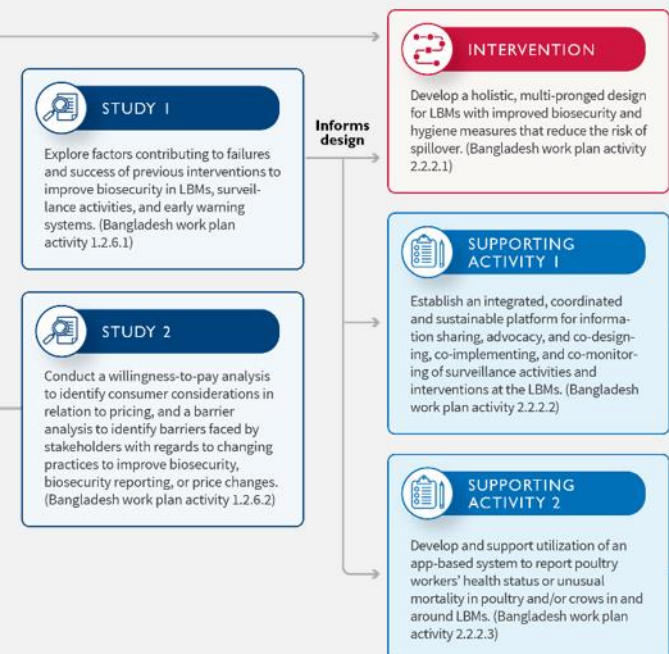 STUDY 1
Explore factors contributing to failures
and success of previous interventions to
improve biosecurity in LBMs, surveil-
lance activities, and early warning
systems. (Bangladesh work plan
activity 1.2.6.1)
STUDY 2
Conduct a willingness-to-pay analysis
to identify consumer considerations in
relation to pricing, and a barrier
analysis to identify barriers faced by
stakeholders with regards to changing
practices to improve biosecurity,
biosecurity reporting, or price changes.
(Bangladesh work plan activity 1.2.6.2)
Informs
design
INTERVENTION
Develop a holistic, multi-pronged design
for LBMs with improved biosecurity and
hygiene measures that reduce the risk of
spillover. (Bangladesh work plan activity
2.2.2.1)
SUPPORTING
ACTIVITY 1
Establish an integrated, coordinated
and sustainable platform for informa-
tion sharing, advocacy, and co-design-
ing, co-implementing, and co-monitor-
ing of surveillance activities and
interventions at the LBMs. (Bangladesh
work plan activity 2.2.2.2)
SUPPORTING
ACTIVITY 2
Develop and support utilization of an
app-based system to report poultry
workers' health status or unusual
mortality in poultry and/or crows in and
around LBMs. (Bangladesh work plan
activity 2.2.2.3)